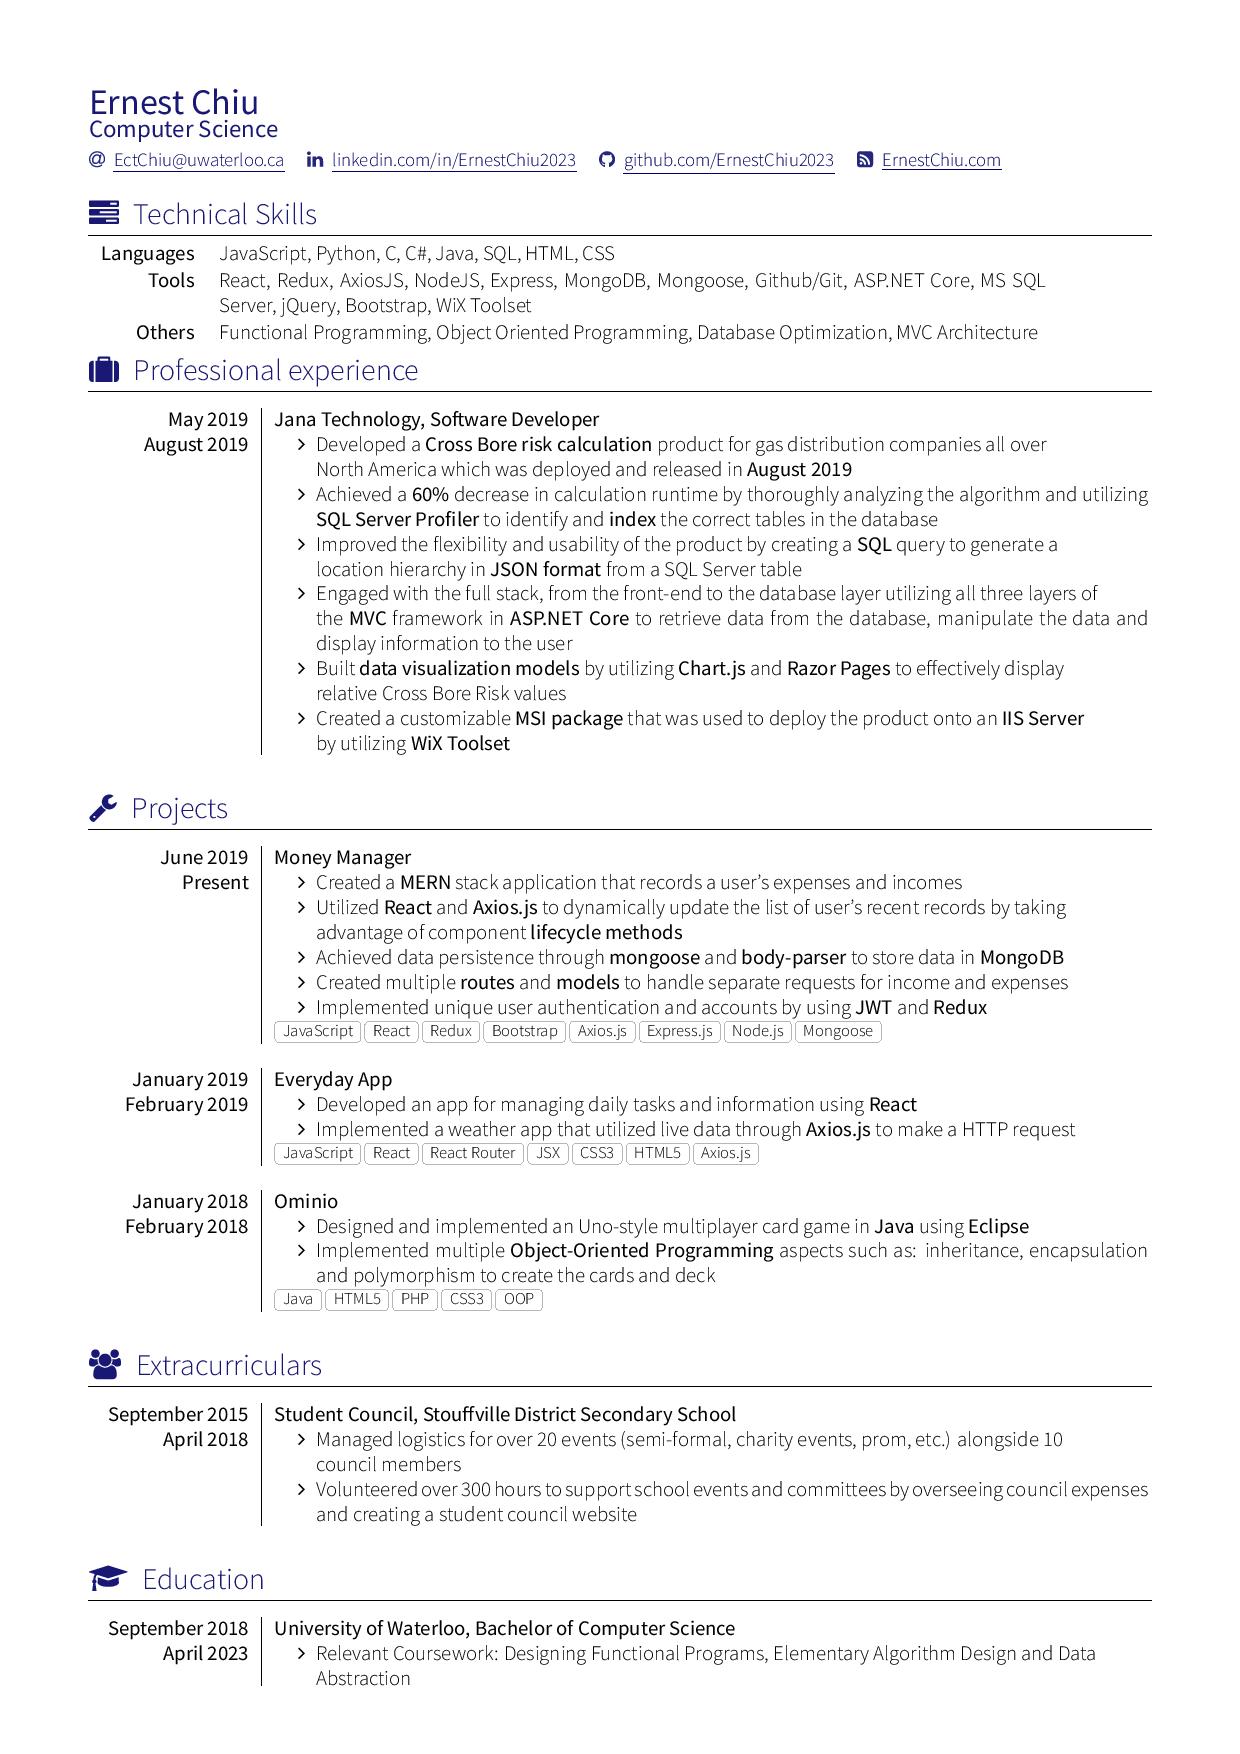 Ernest Chiu
Computer Science
EctChiu@uwaterloo.ca linkedin.com/in/ErnestChiu2023 github.com/ErnestChiu2023 ErnestChiu.com
Technical Skills
Languages JavaScript, Python, C, C#, Java, SQL, HTML, CSS
Tools React, Redux, AxiosJS, NodeJS, Express, MongoDB, Mongoose, Github/Git, ASP.NET Core, MS SQL
Server, jQuery, Bootstrap, WiX Toolset
Others Functional Programming, Object Oriented Programming, Database Optimization, MVC Architecture
Professional experience
May 2019 Jana Technology, Software Developer
August 2019 › Developed a Cross Bore risk calculation product for gas distribution companies all over
North America which was deployed and released in August 2019
› Achieved a 60% decrease in calculation runtime by thoroughly analyzing the algorithm and utilizing
SQL Server Profiler to identify and index the correct tables in the database
› Improved the flexibility and usability of the product by creating a SQL query to generate a
location hierarchy in JSON format from a SQL Server table
› Engaged with the full stack, from the front-end to the database layer utilizing all three layers of
the MVC framework in ASP.NET Core to retrieve data from the database, manipulate the data and
display information to the user
› Built data visualization models by utilizing Chart.js and Razor Pages to effectively display
relative Cross Bore Risk values
› Created a customizable MSI package that was used to deploy the product onto an IIS Server
by utilizing WiX Toolset
Projects
June 2019 Money Manager
Present › Created a MERN stack application that records a user's expenses and incomes
› Utilized React and Axios.js to dynamically update the list of user's recent records by taking
advantage of component lifecycle methods
› Achieved data persistence through mongoose and body-parser to store data in MongoDB
› Created multiple routes and models to handle separate requests for income and expenses
› Implemented unique user authentication and accounts by using JWT and Redux
JavaScript React Redux Bootstrap Axios.js Express.js Node.js Mongoose
January 2019 Everyday App
February 2019 › Developed an app for managing daily tasks and information using React
› Implemented a weather app that utilized live data through Axios.js to make a HTTP request
JavaScript React React Router JSX CSS3 HTML5 Axios.js
January 2018 Ominio
February 2018 › Designed and implemented an Uno-style multiplayer card game in Java using Eclipse
› Implemented multiple Object-Oriented Programming aspects such as: inheritance, encapsulation
and polymorphism to create the cards and deck
Java HTML5 PHP CSS3 OOP
Extracurriculars
September 2015 Student Council, Stouffville District Secondary School
April 2018 › Managed logistics for over 20 events (semi-formal, charity events, prom, etc.) alongside 10
council members
› Volunteered over 300 hours to support school events and committees by overseeing council expenses
and creating a student council website
Education
September 2018 University of Waterloo, Bachelor of Computer Science
April 2023 › Relevant Coursework: Designing Functional Programs, Elementary Algorithm Design and Data
Abstraction